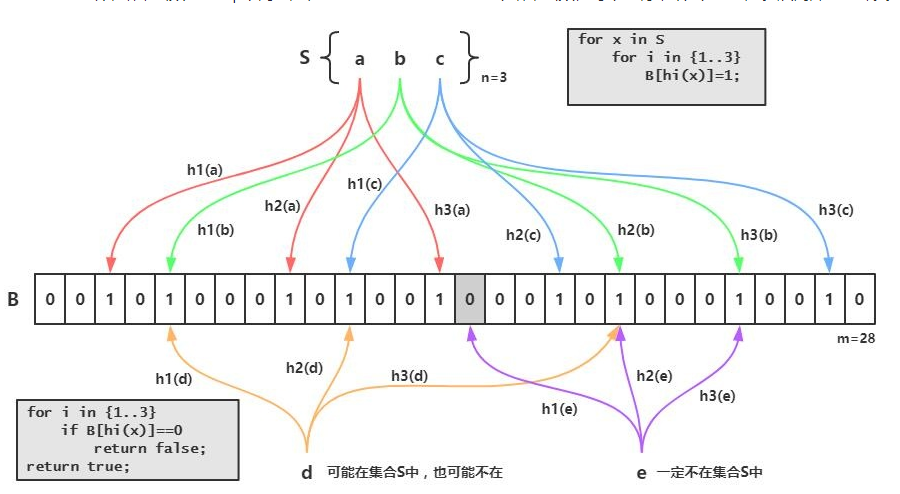 S { a b c } n=3
for x in S
for i in {1..3}
B[hi(x)]=1;
h1(a)
h1(b)
h2(a)
h1(c)
h3(a)
h2(c)
h2(b)
h3(b)
h3(c)
B 0 0 1 0 1 0 0 0 1 0 1 0 0 1 0 0 0 1 0 1 0 0 0 1 0 0 1 0
m=28
h1(d)
h2(d)
h3(d)
h1(e)
h2(e)
h3(e)
for i in {1..3}
if B[hi(x)]==0
return false;
return true;
d 可能在集合S中，也可能不在
e 一定不在集合S中